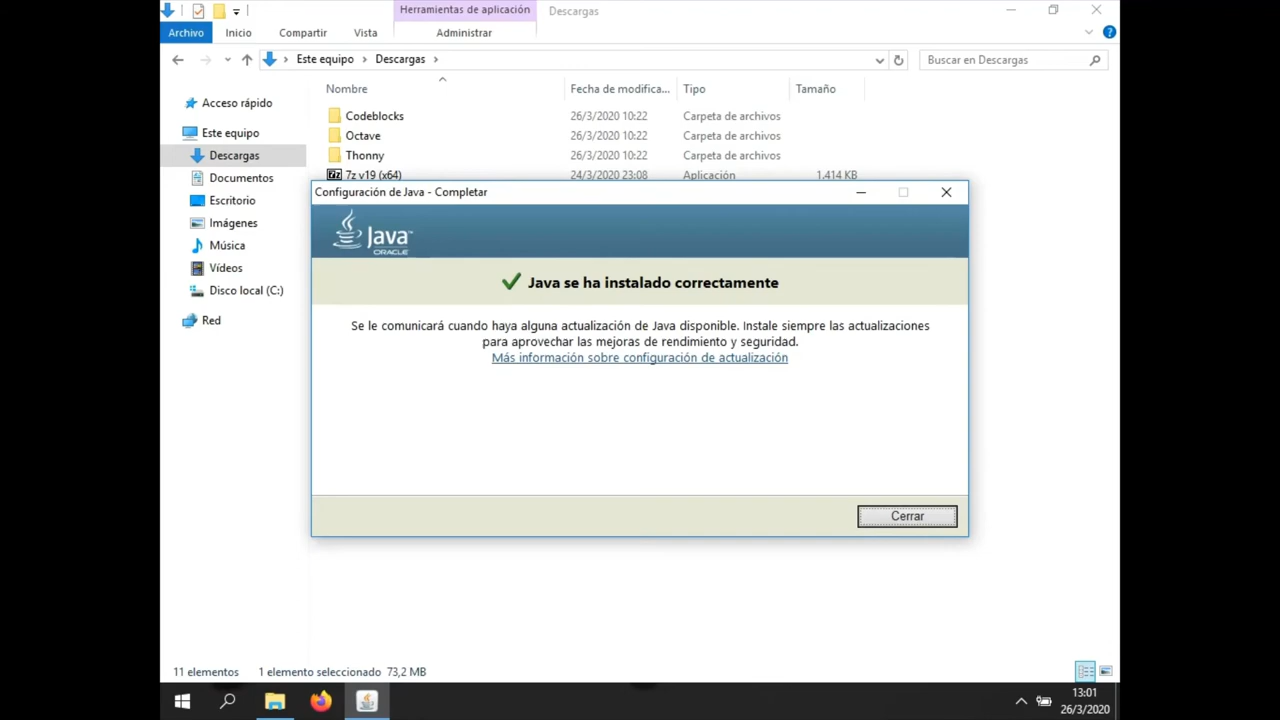 Herramientas de aplicación
Descargas
Archivo
Inicio
Compartir
Vista
Administrar
Este equipo
Descargas
Buscar en Descargas
Nombre
Fecha de modifica...
Tipo
Tamaño
Acceso rápido
Este equipo
Descargas
Documentos
Escritorio
Imágenes
Música
Vídeos
Disco local (C:)
Red
Codeblocks 26/3/2020 10:22 Carpeta de archivos
Octave 26/3/2020 10:22 Carpeta de archivos
Thonny 26/3/2020 10:22 Carpeta de archivos
7z v19 (x64) 24/3/2020 23:08 Aplicación 1.414 KB
Configuración de Java - Completar
Java™
ORACLE
Java se ha instalado correctamente
Se le comunicará cuando haya alguna actualización de Java disponible. Instale siempre las actualizaciones
para aprovechar las mejoras de rendimiento y seguridad.
Más información sobre configuración de actualización
Cerrar
11 elementos
1 elemento seleccionado 73,2 MB
13:01
26/3/2020